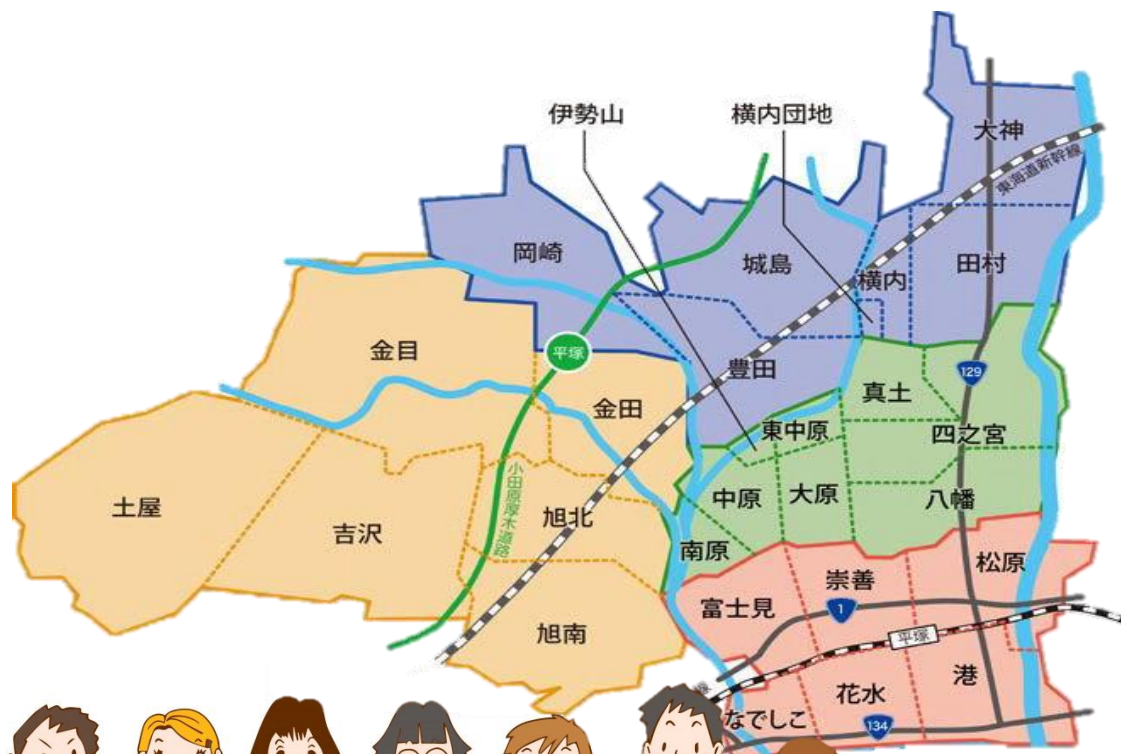 伊勢山
横内団地
大神
東海道新幹線
岡崎
城島
横内
田村
金目
平塚
豊田
129
真土
金田
東中原
四之宮
土屋
吉沢
小田原厚木道路
旭北
中原
大原
八幡
南原
松原
富士見
崇善
1
旭南
平塚
線
花水
港
なでしこ
134